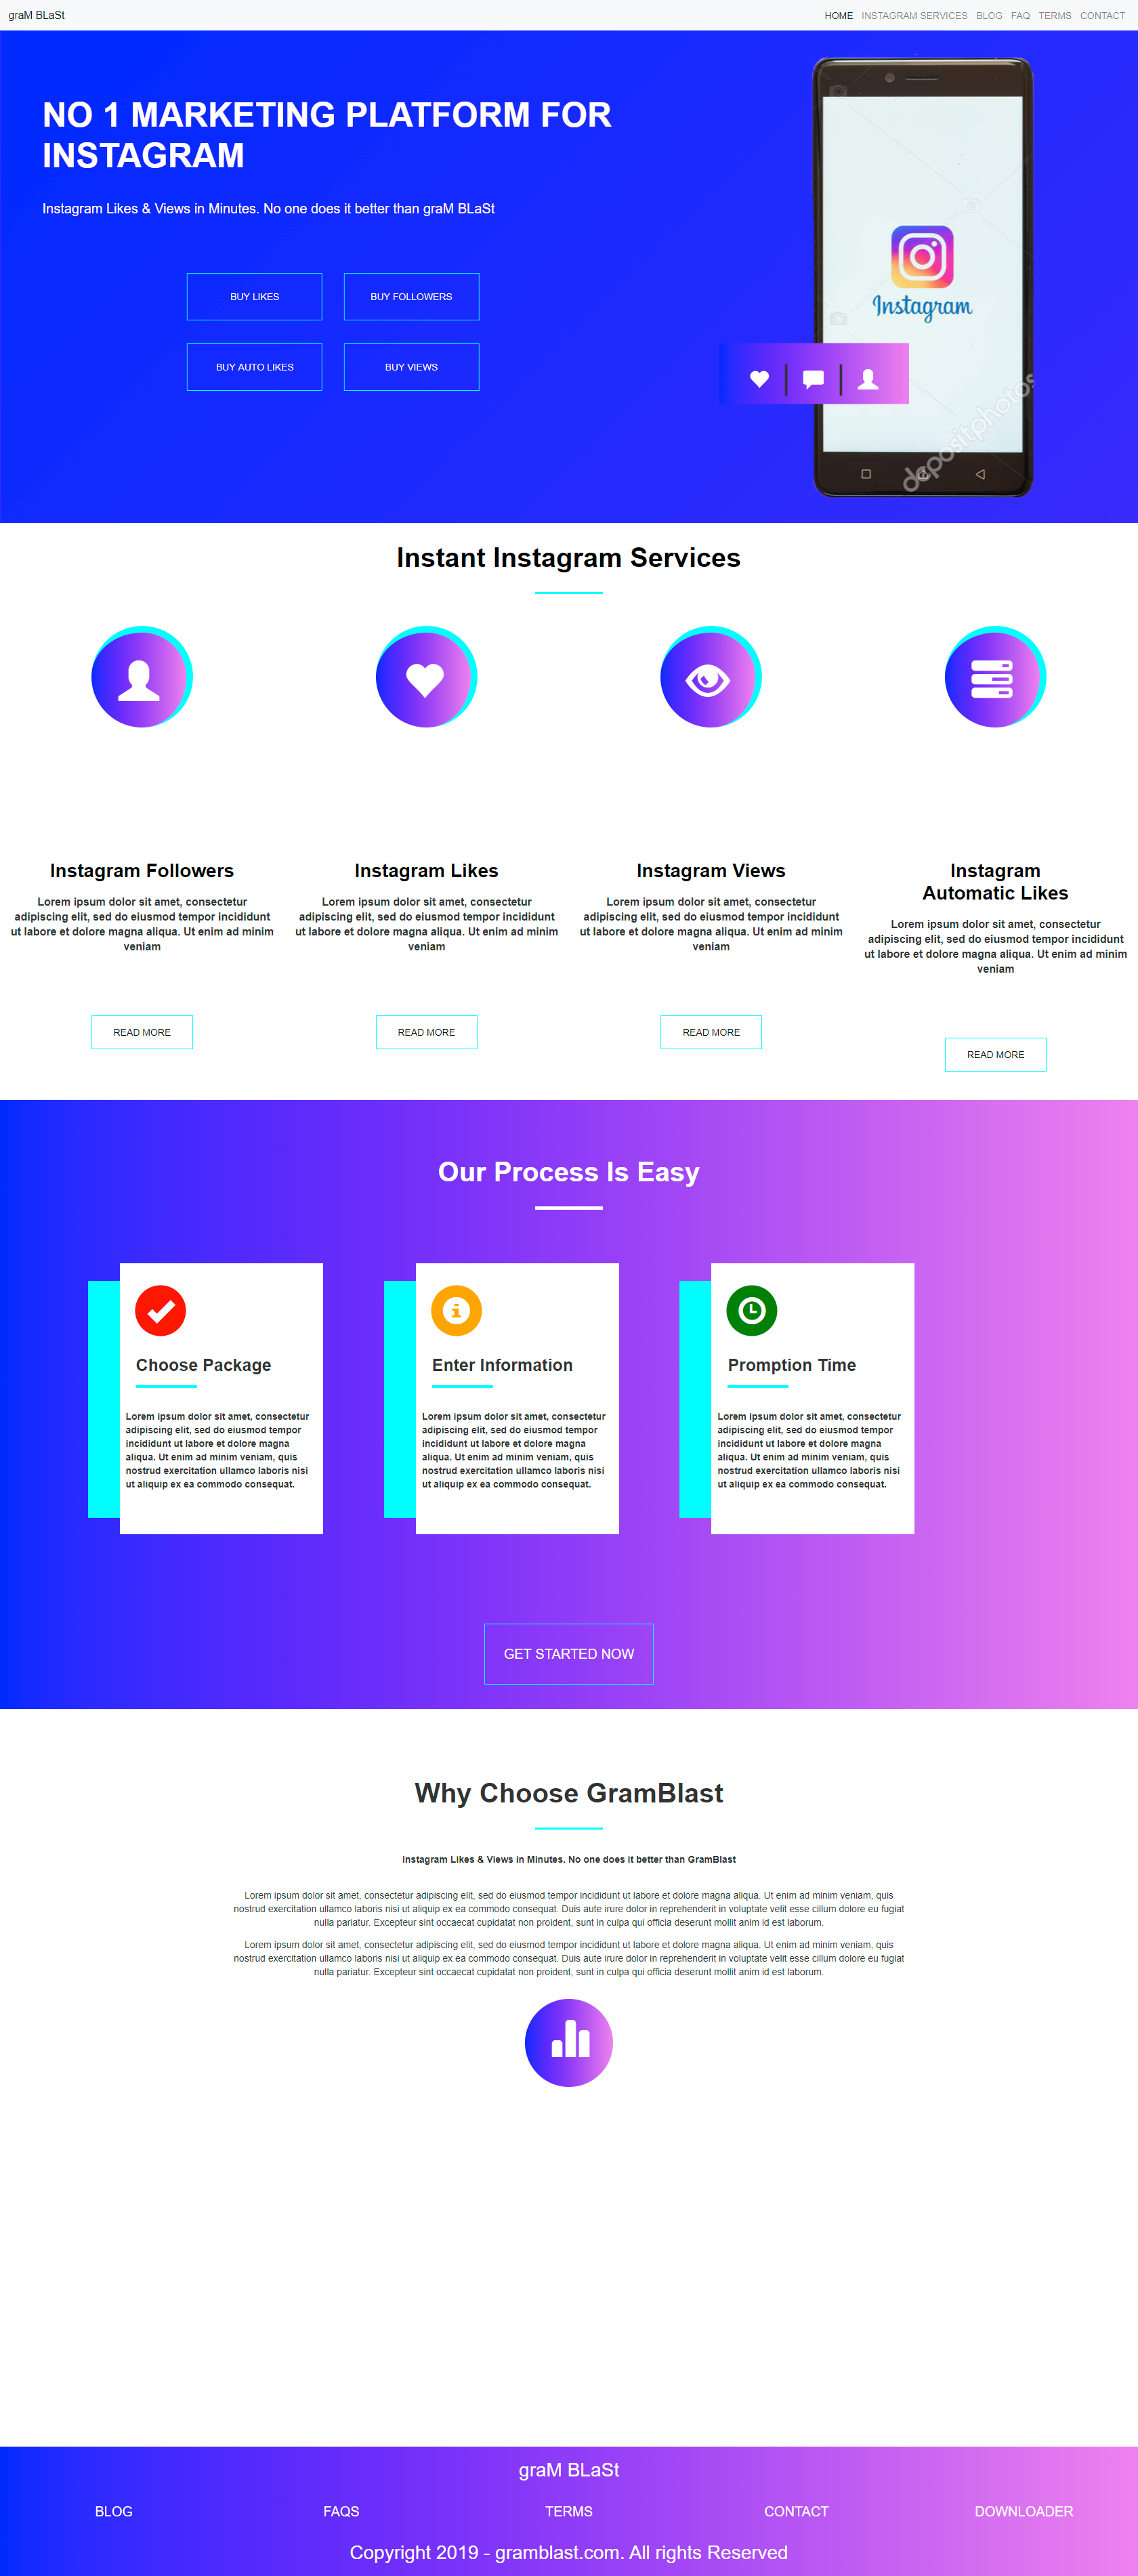 graM BLaSt
HOME INSTAGRAM SERVICES BLOG FAQ TERMS CONTACT
NO 1 MARKETING PLATFORM FOR
INSTAGRAM
Instagram Likes & Views in Minutes. No one does it better than graM BLaSt
BUY LIKES
BUY FOLLOWERS
BUY AUTO LIKES
BUY VIEWS
Instagram
depositphotos
Instant Instagram Services
Instagram Followers
Lorem ipsum dolor sit amet, consectetur
adipiscing elit, sed do eiusmod tempor incididunt
ut labore et dolore magna aliqua. Ut enim ad minim
veniam
READ MORE
Instagram Likes
Lorem ipsum dolor sit amet, consectetur
adipiscing elit, sed do eiusmod tempor incididunt
ut labore et dolore magna aliqua. Ut enim ad minim
veniam
READ MORE
Instagram Views
Lorem ipsum dolor sit amet, consectetur
adipiscing elit, sed do eiusmod tempor incididunt
ut labore et dolore magna aliqua. Ut enim ad minim
veniam
READ MORE
Instagram
Automatic Likes
Lorem ipsum dolor sit amet, consectetur
adipiscing elit, sed do eiusmod tempor incididunt
ut labore et dolore magna aliqua. Ut enim ad minim
veniam
READ MORE
Our Process Is Easy
Choose Package
Lorem ipsum dolor sit amet, consectetur
adipiscing elit, sed do eiusmod tempor
incididunt ut labore et dolore magna
aliqua. Ut enim ad minim veniam, quis
nostrud exercitation ullamco laboris nisi
ut aliquip ex ea commodo consequat.
Enter Information
Lorem ipsum dolor sit amet, consectetur
adipiscing elit, sed do eiusmod tempor
incididunt ut labore et dolore magna
aliqua. Ut enim ad minim veniam, quis
nostrud exercitation ullamco laboris nisi
ut aliquip ex ea commodo consequat.
Promption Time
Lorem ipsum dolor sit amet, consectetur
adipiscing elit, sed do eiusmod tempor
incididunt ut labore et dolore magna
aliqua. Ut enim ad minim veniam, quis
nostrud exercitation ullamco laboris nisi
ut aliquip ex ea commodo consequat.
GET STARTED NOW
Why Choose GramBlast
Instagram Likes & Views in Minutes. No one does it better than GramBlast
Lorem ipsum dolor sit amet, consectetur adipiscing elit, sed do eiusmod tempor incididunt ut labore et dolore magna aliqua. Ut enim ad minim veniam, quis
nostrud exercitation ullamco laboris nisi ut aliquip ex ea commodo consequat. Duis aute irure dolor in reprehenderit in voluptate velit esse cillum dolore eu fugiat
nulla pariatur. Excepteur sint occaecat cupidatat non proident, sunt in culpa qui officia deserunt mollit anim id est laborum.
Lorem ipsum dolor sit amet, consectetur adipiscing elit, sed do eiusmod tempor incididunt ut labore et dolore magna aliqua. Ut enim ad minim veniam, quis
nostrud exercitation ullamco laboris nisi ut aliquip ex ea commodo consequat. Duis aute irure dolor in reprehenderit in voluptate velit esse cillum dolore eu fugiat
nulla pariatur. Excepteur sint occaecat cupidatat non proident, sunt in culpa qui officia deserunt mollit anim id est laborum.
graM BLaSt
BLOG FAQS TERMS CONTACT DOWNLOADER
Copyright 2019 - gramblast.com. All rights Reserved